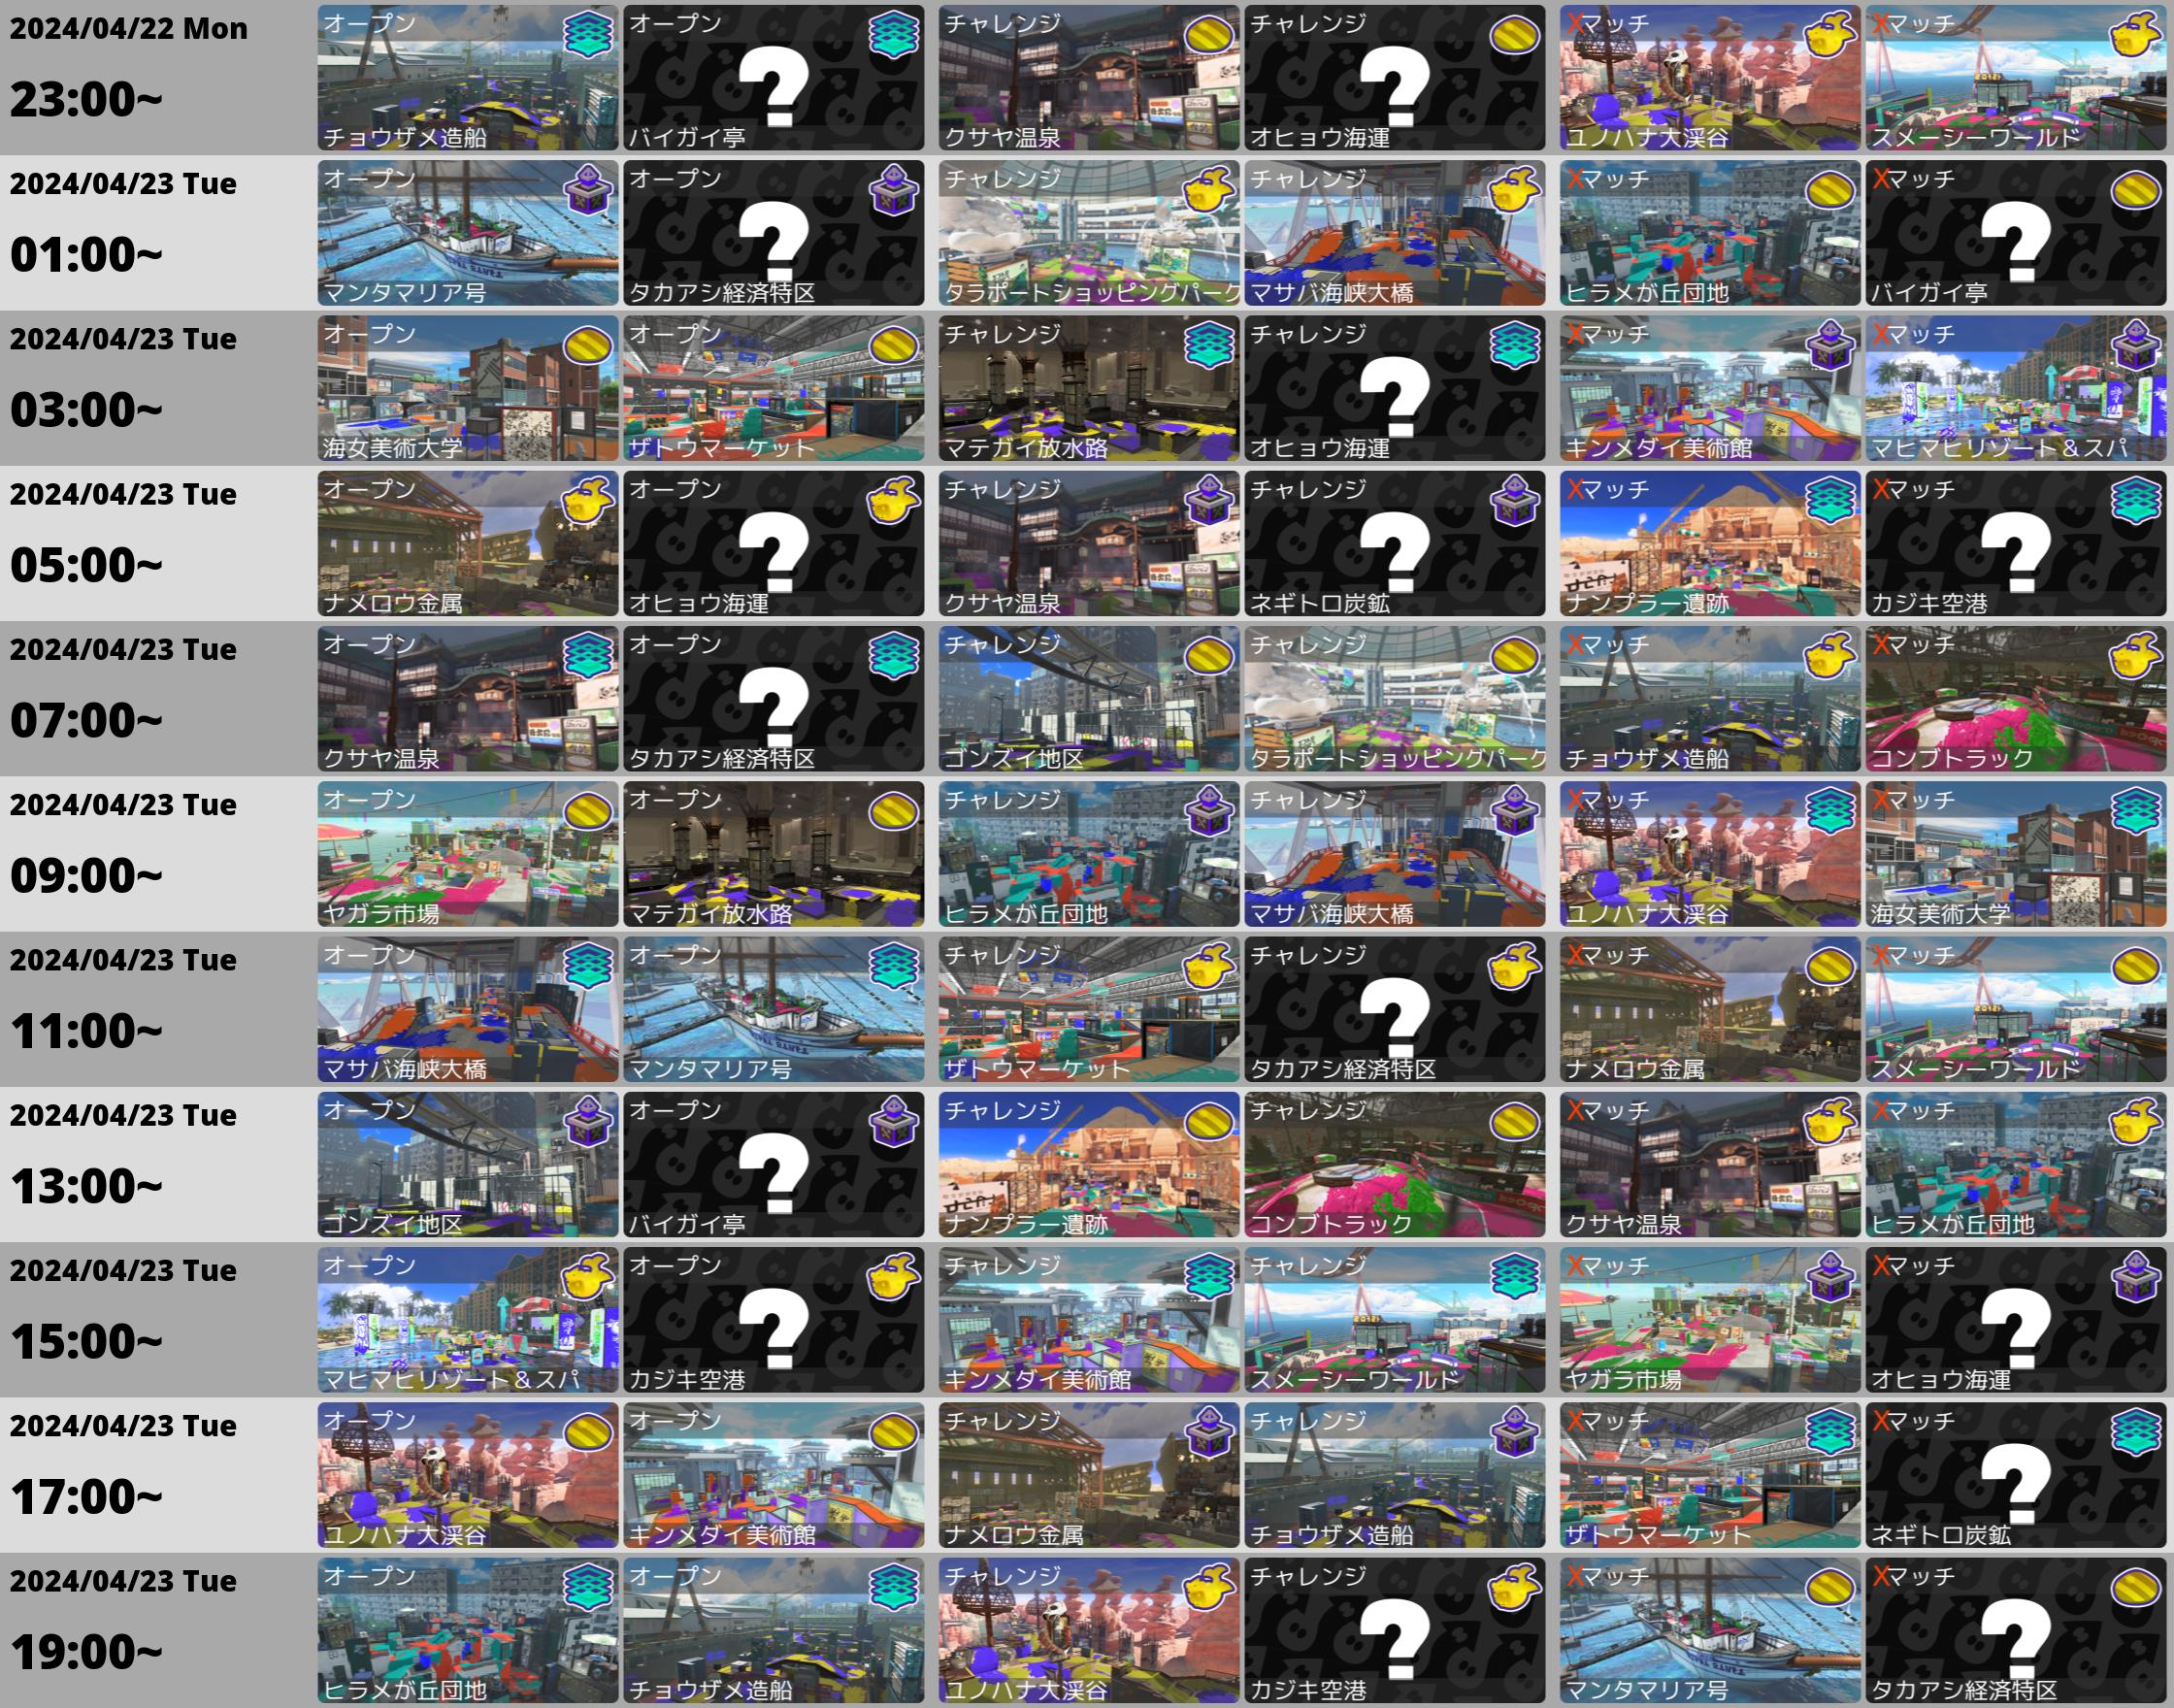 2024/04/22 Mon
23:00~
オープン
チョウザメ造船
オープン
バイガイ亭
チャレンジ
クサヤ温泉
チャレンジ
オヒョウ海運
Xマッチ
ユノハナ大渓谷
Xマッチ
スメーシーワールド
2024/04/23 Tue
01:00~
オープン
マンタマリア号
オープン
タカアシ経済特区
チャレンジ
タラポートショッピングパーク
チャレンジ
マサバ海峡大橋
Xマッチ
ヒラメが丘団地
Xマッチ
バイガイ亭
2024/04/23 Tue
03:00~
オープン
海女美術大学
オープン
ザトウマーケット
チャレンジ
マテガイ放水路
チャレンジ
オヒョウ海運
Xマッチ
キンメダイ美術館
Xマッチ
マヒマヒリゾート&スパ
2024/04/23 Tue
05:00~
オープン
ナメロウ金属
オープン
オヒョウ海運
チャレンジ
クサヤ温泉
チャレンジ
ネギトロ炭鉱
Xマッチ
ナンプラー遺跡
Xマッチ
カジキ空港
2024/04/23 Tue
07:00~
オープン
クサヤ温泉
オープン
タカアシ経済特区
チャレンジ
ゴンズイ地区
チャレンジ
タラポートショッピングパーク
Xマッチ
チョウザメ造船
Xマッチ
コンブトラック
2024/04/23 Tue
09:00~
オープン
ヤガラ市場
オープン
マテガイ放水路
チャレンジ
ヒラメが丘団地
チャレンジ
マサバ海峡大橋
Xマッチ
ユノハナ大渓谷
Xマッチ
海女美術大学
2024/04/23 Tue
11:00~
オープン
マサバ海峡大橋
オープン
マンタマリア号
チャレンジ
ザトウマーケット
チャレンジ
タカアシ経済特区
Xマッチ
ナメロウ金属
Xマッチ
スメーシーワールド
2024/04/23 Tue
13:00~
オープン
ゴンズイ地区
オープン
バイガイ亭
チャレンジ
ナンプラー遺跡
チャレンジ
コンブトラック
Xマッチ
クサヤ温泉
Xマッチ
ヒラメが丘団地
2024/04/23 Tue
15:00~
オープン
マヒマヒリゾート&スパ
オープン
カジキ空港
チャレンジ
キンメダイ美術館
チャレンジ
スメーシーワールド
Xマッチ
ヤガラ市場
Xマッチ
オヒョウ海運
2024/04/23 Tue
17:00~
オープン
ユノハナ大渓谷
オープン
キンメダイ美術館
チャレンジ
ナメロウ金属
チャレンジ
チョウザメ造船
Xマッチ
ザトウマーケット
Xマッチ
ネギトロ炭鉱
2024/04/23 Tue
19:00~
オープン
ヒラメが丘団地
オープン
チョウザメ造船
チャレンジ
ユノハナ大渓谷
チャレンジ
カジキ空港
Xマッチ
マンタマリア号
Xマッチ
タカアシ経済特区